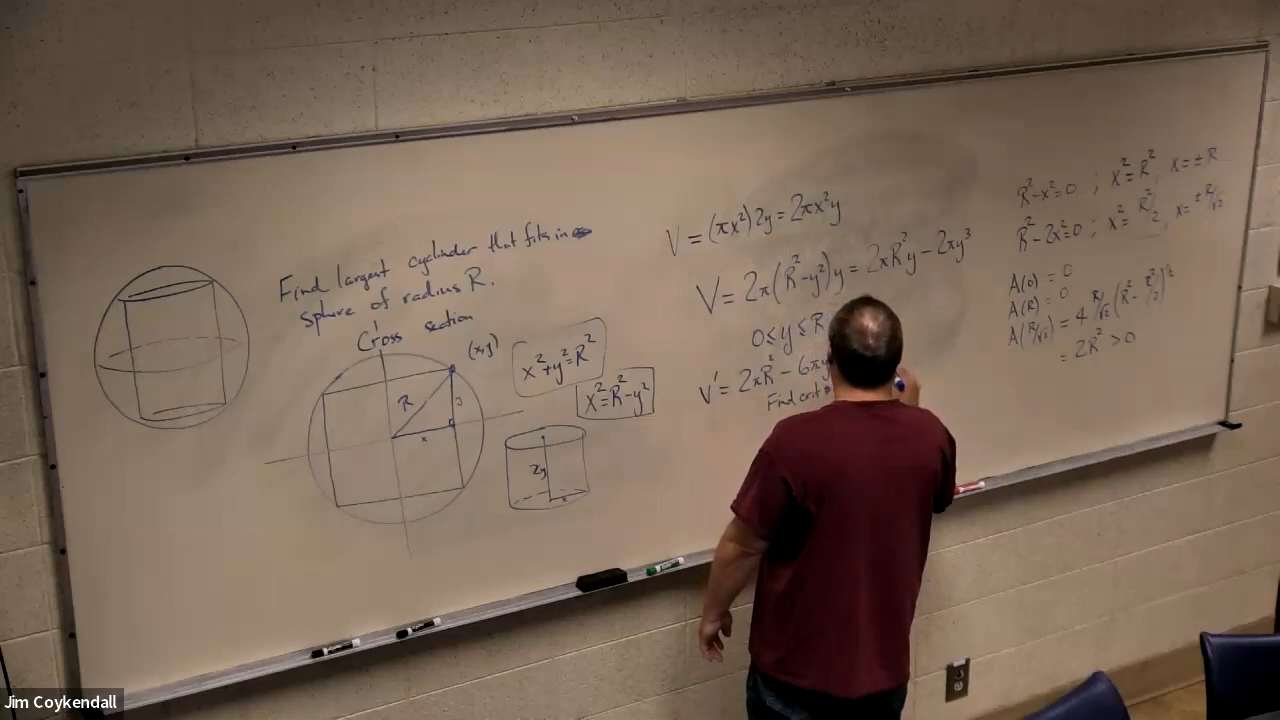 Find largest cylinder that fits in
sphere of radius R.
Cross section
(x,y)
R
y
x
x²+y²=R²
x²=R²-y²
2y
x
V = (πx²)2y = 2πx²y
V = 2π(R²-y²)y = 2πR²y - 2πy³
0≤y≤R
V' = 2πR² - 6πy
Find crit
R²-x²=0 ; x²=R², x=±R
R²-2x²=0 ; x²=R²/2, x=±R/√2
A(0) = 0
A(R) = 0
A(R/√2) = 4 R/√2 (R² - R²/2)^1/2
= 2R² > 0
Jim Coykendall